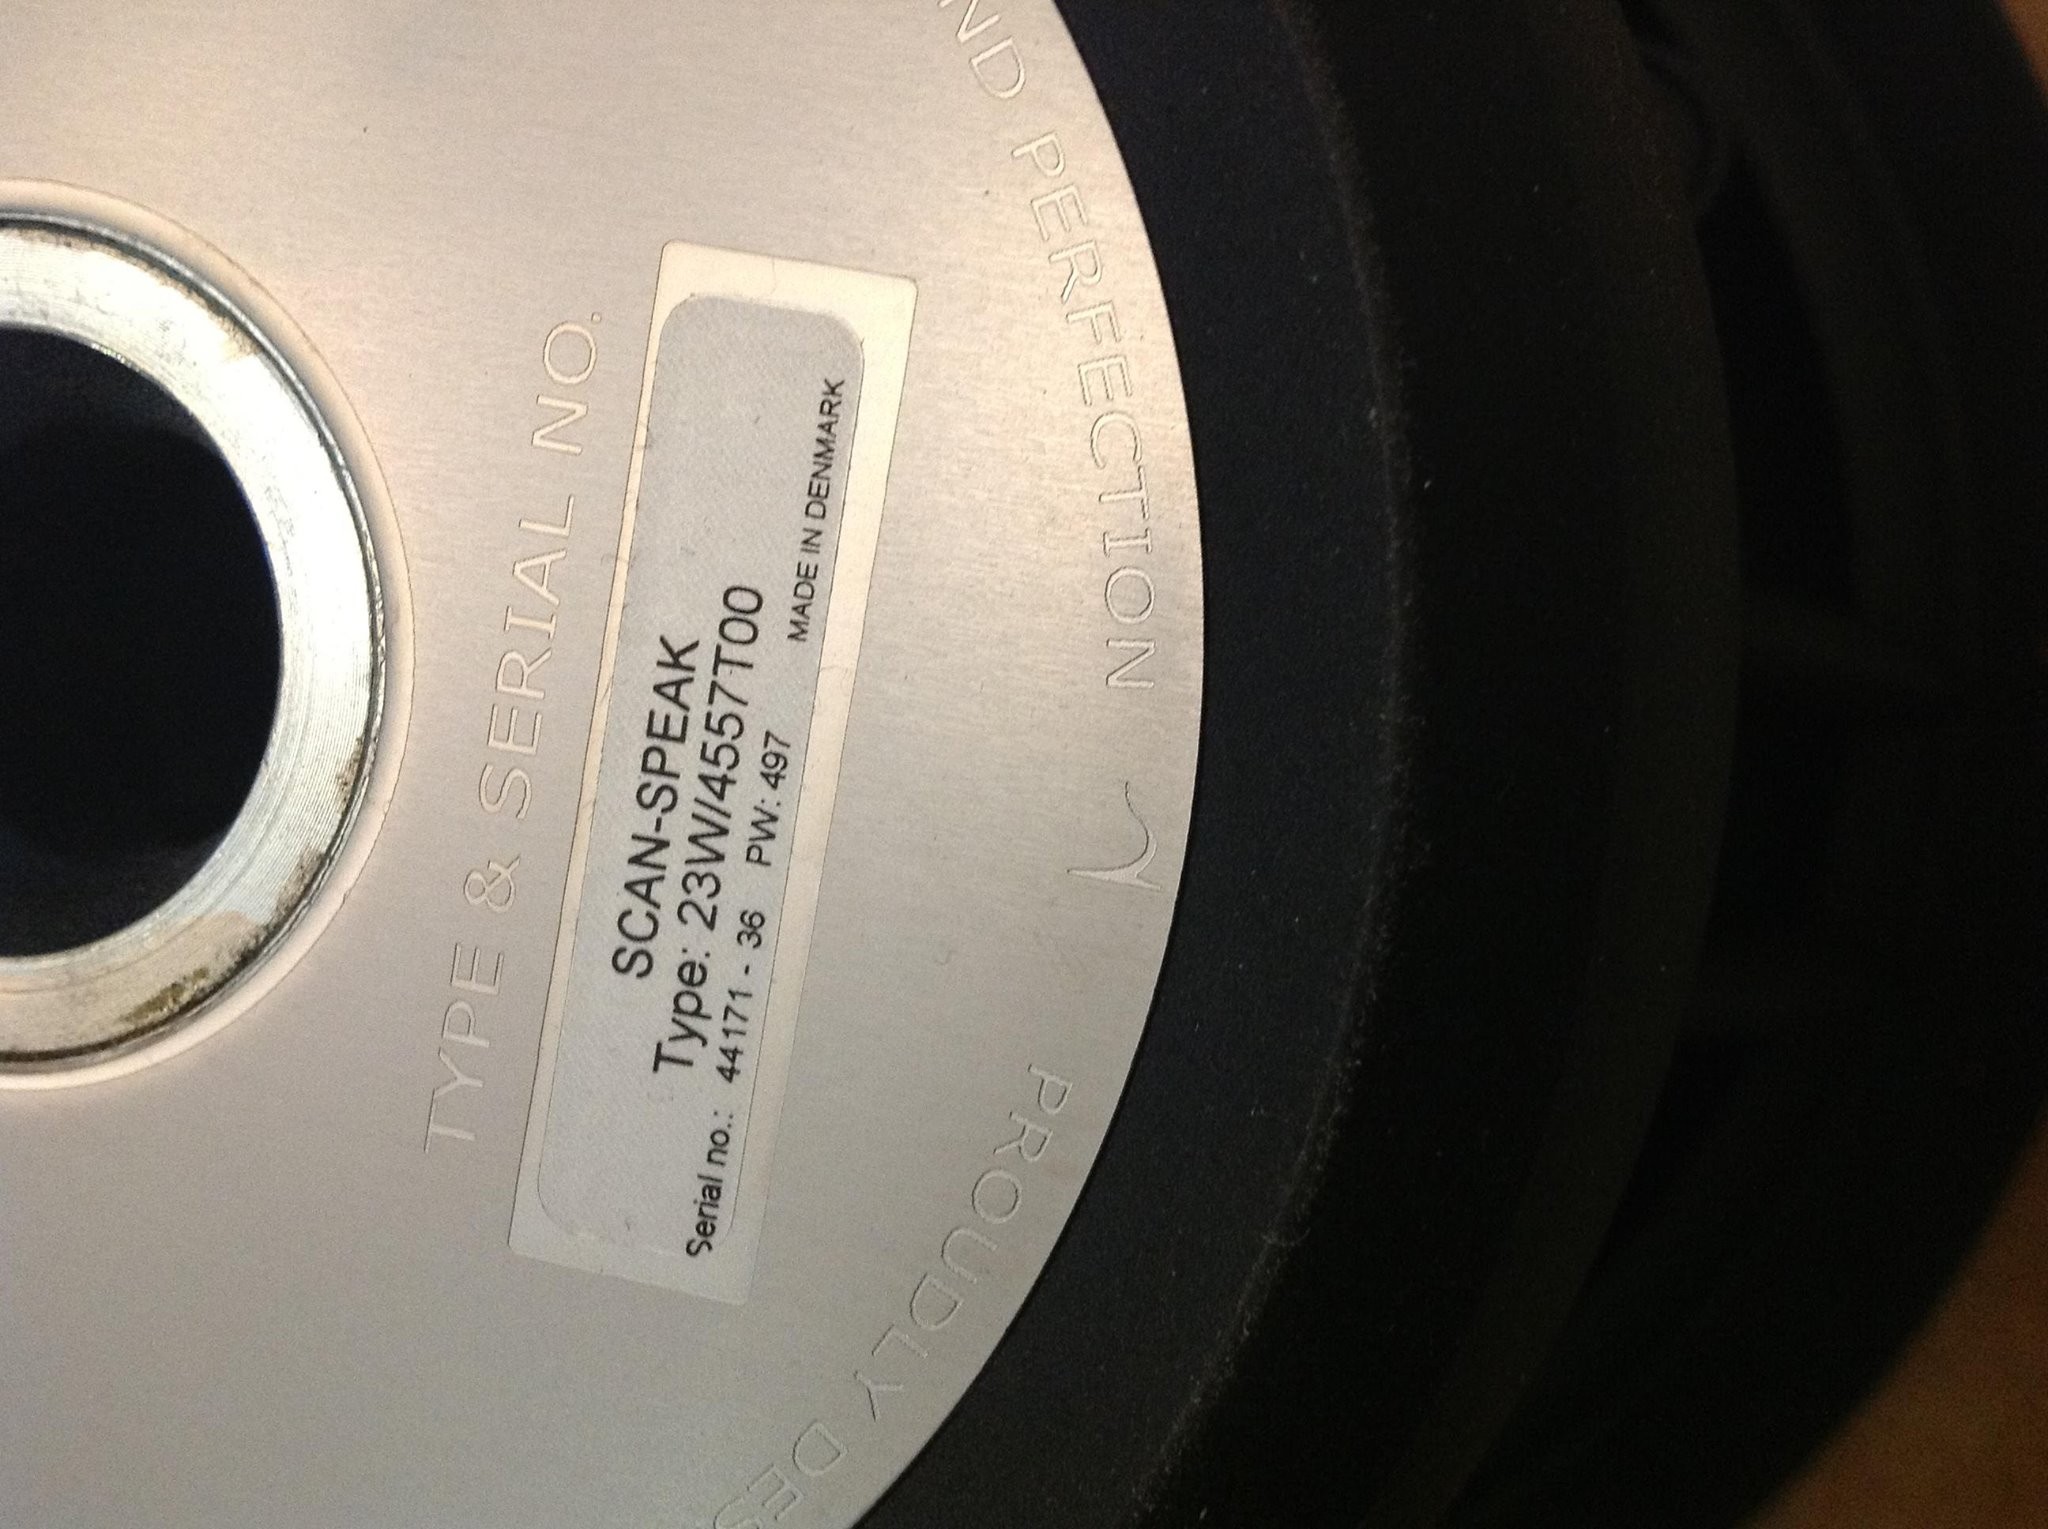 TYPE & SERIAL NO.
SCAN-SPEAK
Type: 23W/4557T00
Serial no.: 44171 - 36 PW: 497
MADE IN DENMARK
PERFECTION
PROUDLY